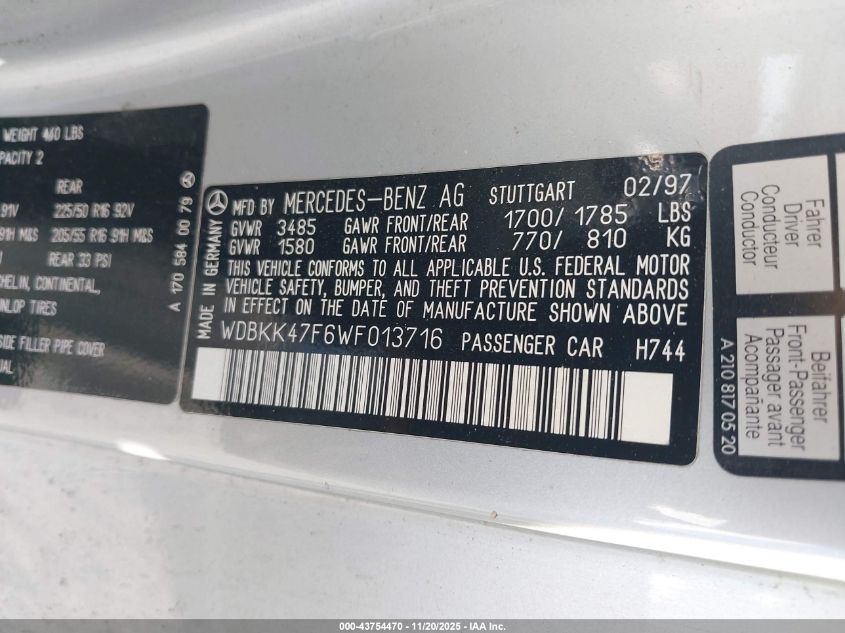 WEIGHT 440 LBS
PACITY 2
REAR
91V 225/50 R16 92V
91H M&S 205/55 R16 91H M&S
REAR 33 PSI
CHELIN, CONTINENTAL,
NLOP TIRES
SIDE FILLER PIPE COVER
UAL
A 170 584 00 79
MADE IN GERMANY
MFD BY MERCEDES-BENZ AG STUTTGART 02/97
GVWR 3485 GAWR FRONT/REAR 1700/ 1785 LBS
GVWR 1580 GAWR FRONT/REAR 770/ 810 KG
THIS VEHICLE CONFORMS TO ALL APPLICABLE U.S. FEDERAL MOTOR
VEHICLE SAFETY, BUMPER, AND THEFT PREVENTION STANDARDS
IN EFFECT ON THE DATE OF MANUFACTURE SHOWN ABOVE
WDBKK47F6WF013716 PASSENGER CAR H744
Fahrer
Driver
Conducteur
Conductor
Beifahrer
Front-Passenger
Passager avant
Acompañante
A 210 817 05 20
000-43754470 - 11/20/2025 - IAA Inc.